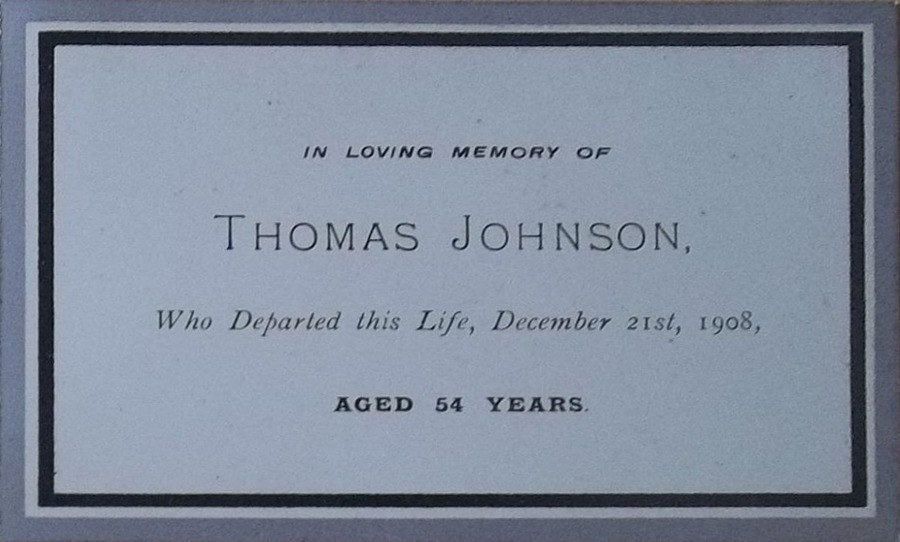 IN LOVING MEMORY OF
THOMAS JOHNSON,
Who Departed this Life, December 21st, 1908,
AGED 54 YEARS.